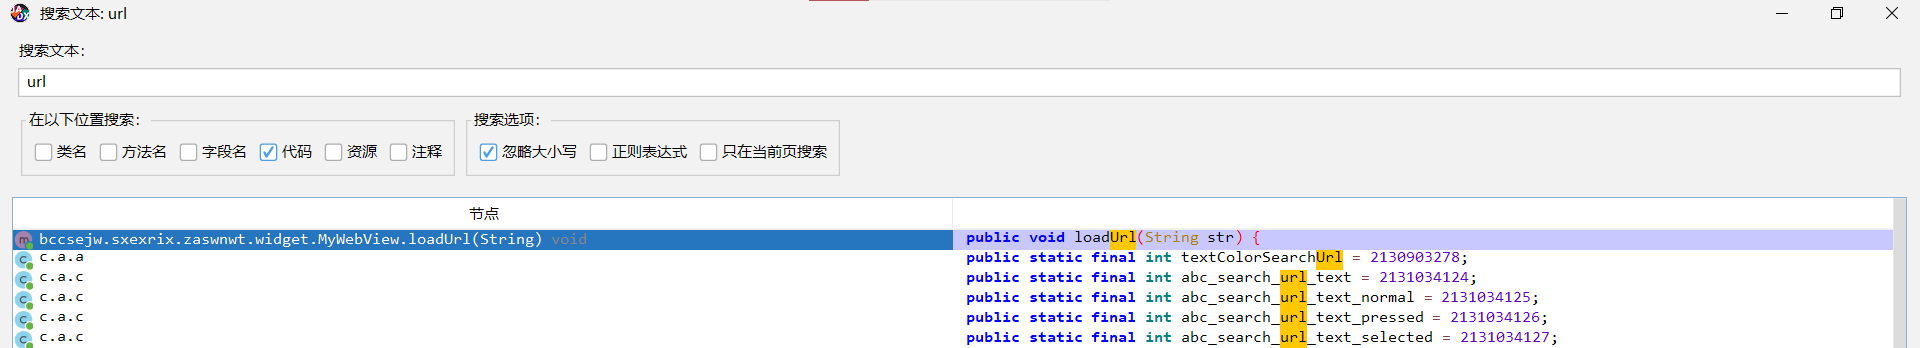 搜索文本: url
搜索文本:
url
在以下位置搜索:
搜索选项:
类名 方法名 字段名 代码 资源 注释
忽略大小写 正则表达式 只在当前页搜索
节点
bccsejw.sxexrix.zaswnwt.widget.MyWebView.loadUrl(String) void public void loadUrl(String str) {
c.a.a public static final int textColorSearchUrl = 2130903278;
c.a.c public static final int abc_search_url_text = 2131034124;
c.a.c public static final int abc_search_url_text_normal = 2131034125;
c.a.c public static final int abc_search_url_text_pressed = 2131034126;
c.a.c public static final int abc_search_url_text_selected = 2131034127;